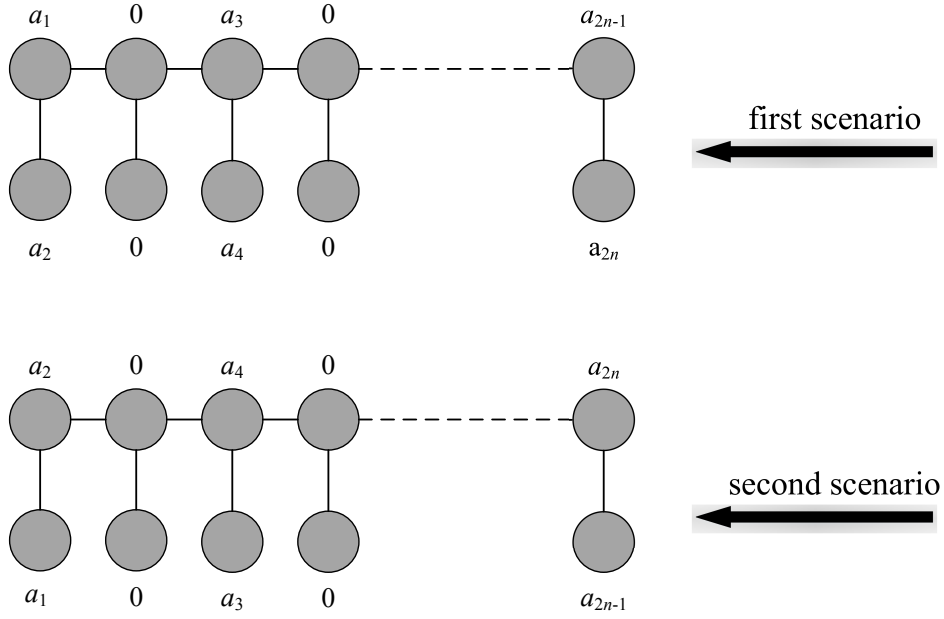 a₁ 0 a₃ 0 a₂ₙ₋₁
first scenario
a₂ 0 a₄ 0 a₂ₙ
a₂ 0 a₄ 0 a₂ₙ
second scenario
a₁ 0 a₃ 0 a₂ₙ₋₁